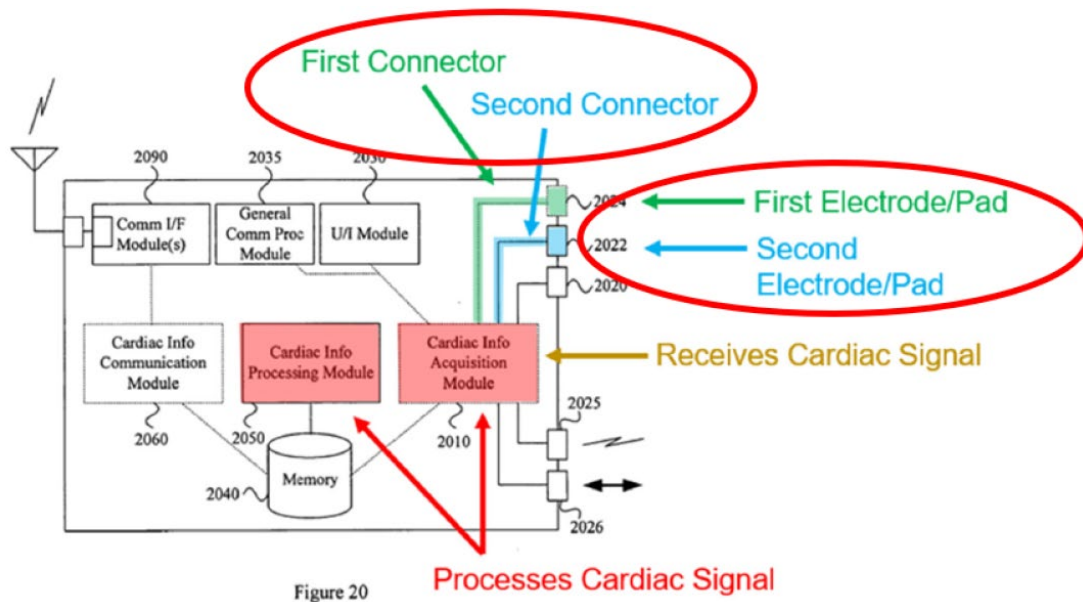 First Connector
Second Connector
2090
2035
2030
2024
First Electrode/Pad
Comm I/F
Module(s)
General
Comm Proc
Module
U/I Module
2022
Second
Electrode/Pad
2020
Cardiac Info
Communication
Module
Cardiac Info
Processing Module
Cardiac Info
Acquisition
Module
Receives Cardiac Signal
2060
2050
2010
2025
Memory
2040
2026
Processes Cardiac Signal
Figure 20